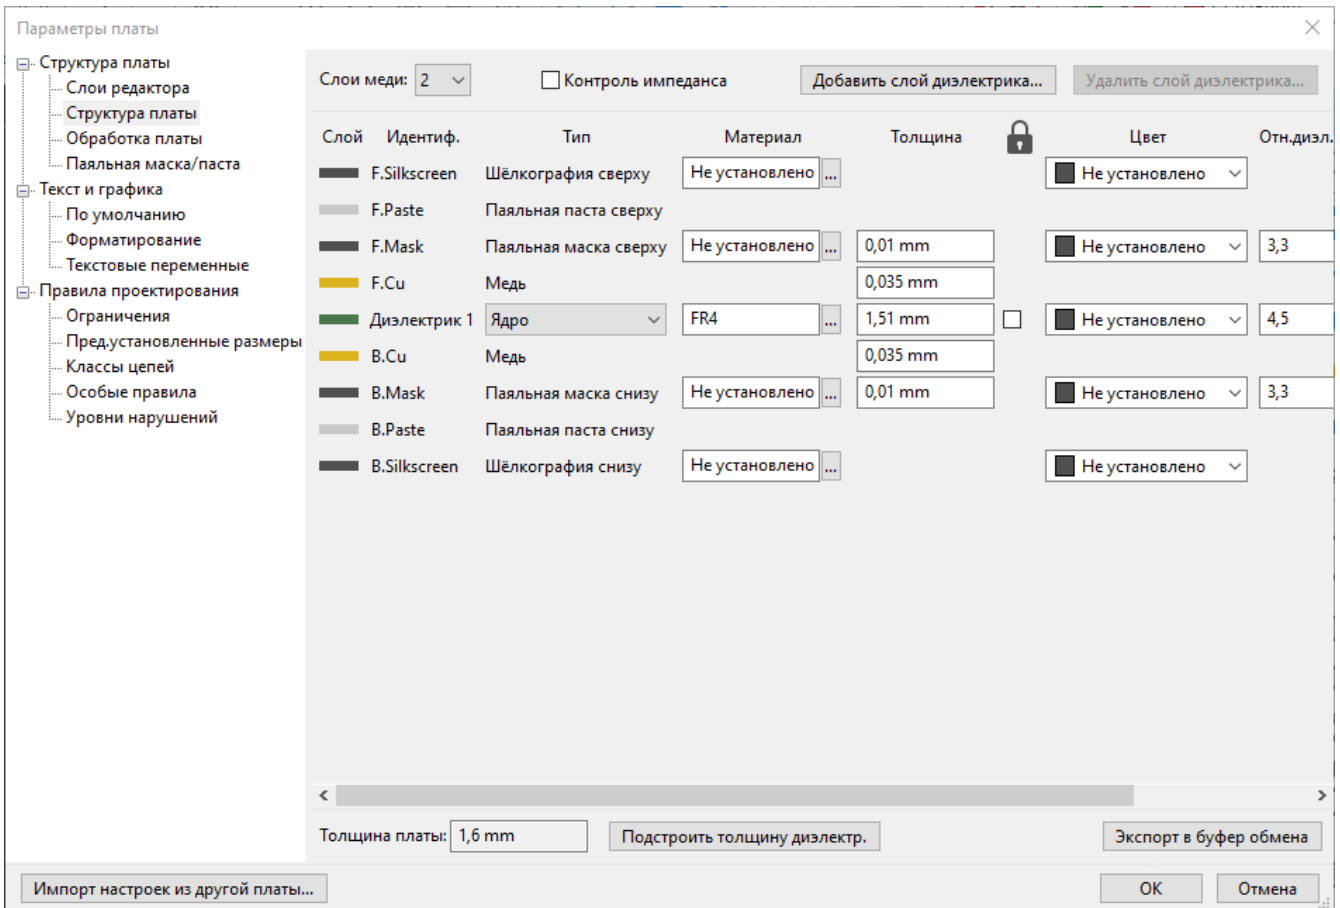 Параметры платы
Структура платы
Слои редактора
Структура платы
Обработка платы
Паяльная маска/паста
Текст и графика
По умолчанию
Форматирование
Текстовые переменные
Правила проектирования
Ограничения
Пред.установленные размеры
Классы цепей
Особые правила
Уровни нарушений
Слои меди: 2 Контроль импеданса Добавить слой диэлектрика... Удалить слой диэлектрика...
Слой Идентиф. Тип Материал Толщина Цвет Отн.диэл.
F.Silkscreen Шёлкография сверху Не установлено ... Не установлено
F.Paste Паяльная паста сверху
F.Mask Паяльная маска сверху Не установлено ... 0,01 mm Не установлено 3,3
F.Cu Медь 0,035 mm
Диэлектрик 1 Ядро FR4 ... 1,51 mm Не установлено 4,5
B.Cu Медь 0,035 mm
B.Mask Паяльная маска снизу Не установлено ... 0,01 mm Не установлено 3,3
B.Paste Паяльная паста снизу
B.Silkscreen Шёлкография снизу Не установлено ... Не установлено
Толщина платы: 1,6 mm Подстроить толщину диэлектр. Экспорт в буфер обмена
Импорт настроек из другой платы... OK Отмена